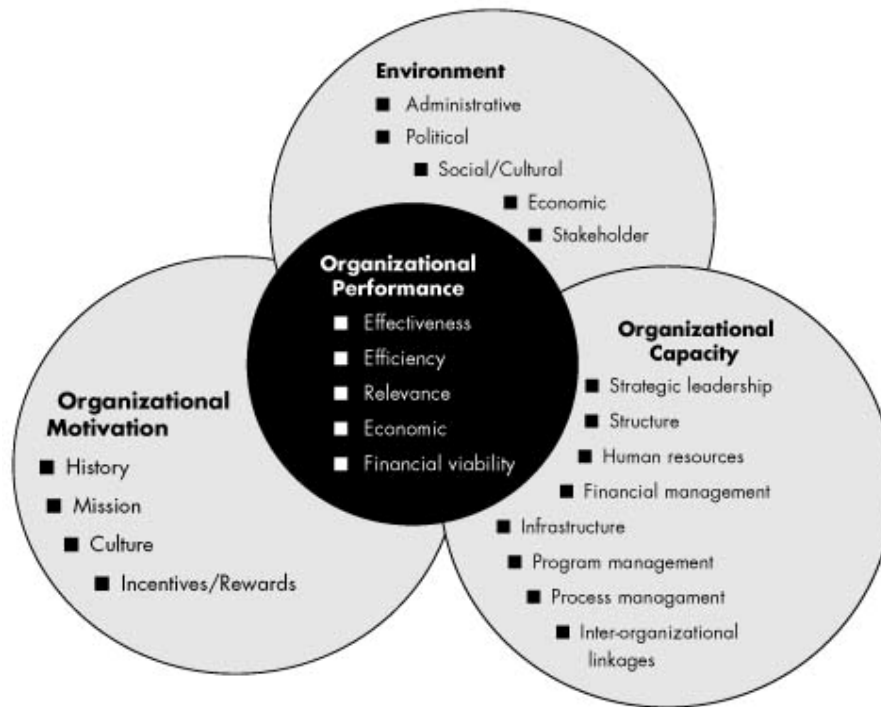 Environment
Administrative
Political
Social/Cultural
Economic
Stakeholder
Organizational
Performance
Effectiveness
Efficiency
Relevance
Economic
Financial viability
Organizational
Motivation
History
Mission
Culture
Incentives/Rewards
Organizational
Capacity
Strategic leadership
Structure
Human resources
Financial management
Infrastructure
Program management
Process managament
Inter-organizational
linkages